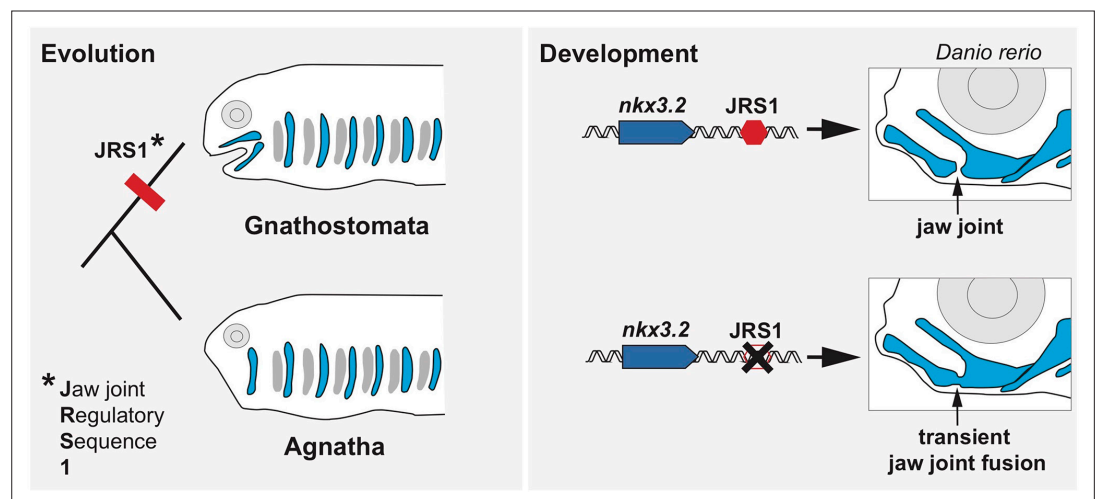 Evolution
JRS1*
Gnathostomata
Agnatha
* Jaw joint
Regulatory
Sequence
1
Development
Danio rerio
nkx3.2
JRS1
jaw joint
nkx3.2
JRS1
transient
jaw joint fusion